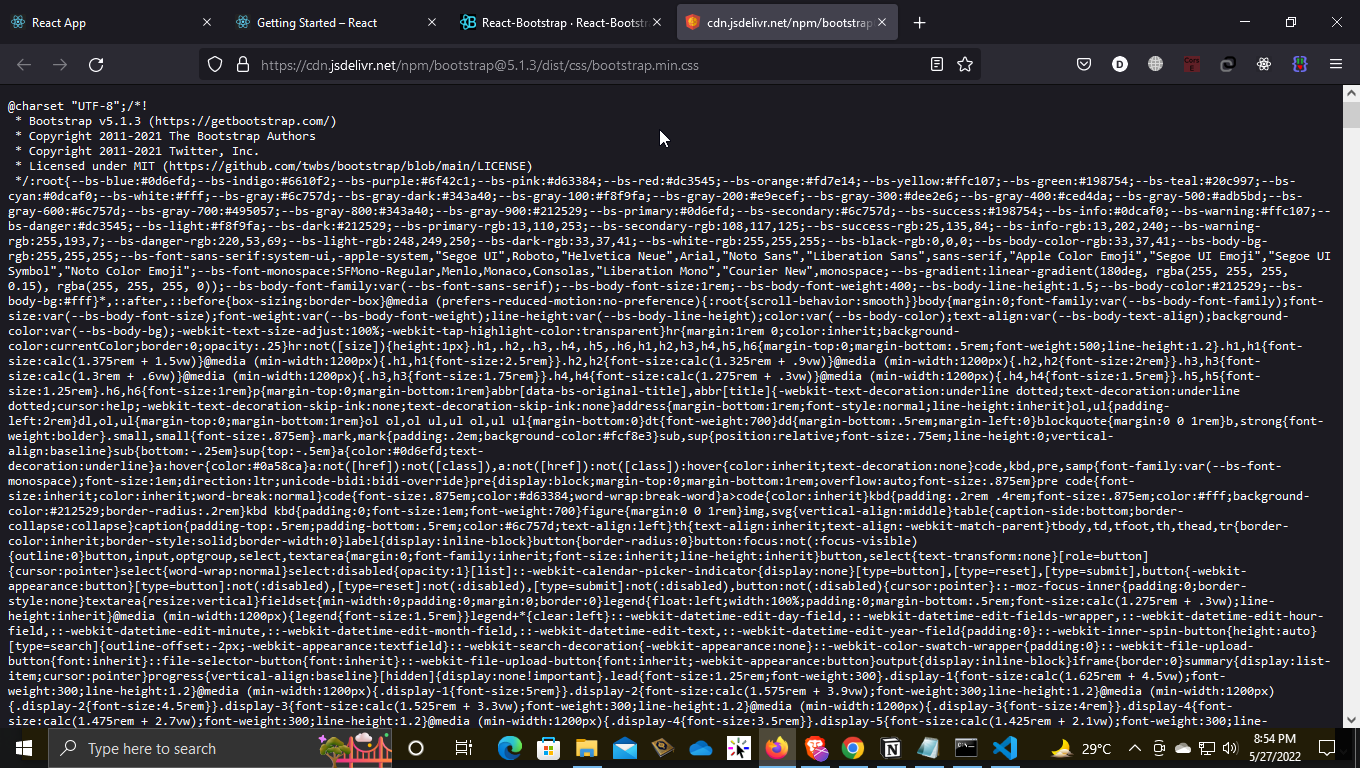 React App
Getting Started – React
React-Bootstrap · React-Bootstr
cdn.jsdelivr.net/npm/bootstrap
https://cdn.jsdelivr.net/npm/bootstrap@5.1.3/dist/css/bootstrap.min.css
@charset "UTF-8";/*!
 * Bootstrap v5.1.3 (https://getbootstrap.com/)
 * Copyright 2011-2021 The Bootstrap Authors
 * Copyright 2011-2021 Twitter, Inc.
 * Licensed under MIT (https://github.com/twbs/bootstrap/blob/main/LICENSE)
 */:root{--bs-blue:#0d6efd;--bs-indigo:#6610f2;--bs-purple:#6f42c1;--bs-pink:#d63384;--bs-red:#dc3545;--bs-orange:#fd7e14;--bs-yellow:#ffc107;--bs-green:#198754;--bs-teal:#20c997;--bs-
cyan:#0dcaf0;--bs-white:#fff;--bs-gray:#6c757d;--bs-gray-dark:#343a40;--bs-gray-100:#f8f9fa;--bs-gray-200:#e9ecef;--bs-gray-300:#dee2e6;--bs-gray-400:#ced4da;--bs-gray-500:#adb5bd;--bs-
gray-600:#6c757d;--bs-gray-700:#495057;--bs-gray-800:#343a40;--bs-gray-900:#212529;--bs-primary:#0d6efd;--bs-secondary:#6c757d;--bs-success:#198754;--bs-info:#0dcaf0;--bs-warning:#ffc107;--
bs-danger:#dc3545;--bs-light:#f8f9fa;--bs-dark:#212529;--bs-primary-rgb:13,110,253;--bs-secondary-rgb:108,117,125;--bs-success-rgb:25,135,84;--bs-info-rgb:13,202,240;--bs-warning-
rgb:255,193,7;--bs-danger-rgb:220,53,69;--bs-light-rgb:248,249,250;--bs-dark-rgb:33,37,41;--bs-white-rgb:255,255,255;--bs-black-rgb:0,0,0;--bs-body-color-rgb:33,37,41;--bs-body-bg-
rgb:255,255,255;--bs-font-sans-serif:system-ui,-apple-system,"Segoe UI",Roboto,"Helvetica Neue",Arial,"Noto Sans","Liberation Sans",sans-serif,"Apple Color Emoji","Segoe UI Emoji","Segoe UI
Symbol","Noto Color Emoji";--bs-font-monospace:SFMono-Regular,Menlo,Monaco,Consolas,"Liberation Mono","Courier New",monospace;--bs-gradient:linear-gradient(180deg, rgba(255, 255, 255,
0.15), rgba(255, 255, 255, 0));--bs-body-font-family:var(--bs-font-sans-serif);--bs-body-font-size:1rem;--bs-body-font-weight:400;--bs-body-line-height:1.5;--bs-body-color:#212529;--bs-
body-bg:#fff}*,::after,::before{box-sizing:border-box}@media (prefers-reduced-motion:no-preference){:root{scroll-behavior:smooth}}body{margin:0;font-family:var(--bs-body-font-family);font-
size:var(--bs-body-font-size);font-weight:var(--bs-body-font-weight);line-height:var(--bs-body-line-height);color:var(--bs-body-color);text-align:var(--bs-body-text-align);background-
color:var(--bs-body-bg);-webkit-text-size-adjust:100%;-webkit-tap-highlight-color:transparent}hr{margin:1rem 0;color:inherit;background-
color:currentColor;border:0;opacity:.25}hr:not([size]){height:1px}.h1,.h2,.h3,.h4,.h5,.h6,h1,h2,h3,h4,h5,h6{margin-top:0;margin-bottom:.5rem;font-weight:500;line-height:1.2}.h1,h1{font-
size:calc(1.375rem + 1.5vw)}@media (min-width:1200px){.h1,h1{font-size:2.5rem}}.h2,h2{font-size:calc(1.325rem + .9vw)}@media (min-width:1200px){.h2,h2{font-size:2rem}}.h3,h3{font-
size:calc(1.3rem + .6vw)}@media (min-width:1200px){.h3,h3{font-size:1.75rem}}.h4,h4{font-size:calc(1.275rem + .3vw)}@media (min-width:1200px){.h4,h4{font-size:1.5rem}}.h5,h5{font-
size:1.25rem}.h6,h6{font-size:1rem}p{margin-top:0;margin-bottom:1rem}abbr[data-bs-original-title],abbr[title]{-webkit-text-decoration:underline dotted;text-decoration:underline
dotted;cursor:help;-webkit-text-decoration-skip-ink:none;text-decoration-skip-ink:none}address{margin-bottom:1rem;font-style:normal;line-height:inherit}ol,ul{padding-
left:2rem}dl,ol,ul{margin-top:0;margin-bottom:1rem}ol ol,ol ul,ul ol,ul ul{margin-bottom:0}dt{font-weight:700}dd{margin-bottom:.5rem;margin-left:0}blockquote{margin:0 0 1rem}b,strong{font-
weight:bolder}.small,small{font-size:.875em}.mark,mark{padding:.2em;background-color:#fcf8e3}sub,sup{position:relative;font-size:.75em;line-height:0;vertical-
align:baseline}sub{bottom:-.25em}sup{top:-.5em}a{color:#0d6efd;text-
decoration:underline}a:hover{color:#0a58ca}a:not([href]):not([class]),a:not([href]):not([class]):hover{color:inherit;text-decoration:none}code,kbd,pre,samp{font-family:var(--bs-font-
monospace);font-size:1em;direction:ltr;unicode-bidi:bidi-override}pre{display:block;margin-top:0;margin-bottom:1rem;overflow:auto;font-size:.875em}pre code{font-
size:inherit;color:inherit;word-break:normal}code{font-size:.875em;color:#d63384;word-wrap:break-word}a>code{color:inherit}kbd{padding:.2rem .4rem;font-size:.875em;color:#fff;background-
color:#212529;border-radius:.2rem}kbd kbd{padding:0;font-size:1em;font-weight:700}figure{margin:0 0 1rem}img,svg{vertical-align:middle}table{caption-side:bottom;border-
collapse:collapse}caption{padding-top:.5rem;padding-bottom:.5rem;color:#6c757d;text-align:left}th{text-align:inherit;text-align:-webkit-match-parent}tbody,td,tfoot,th,thead,tr{border-
color:inherit;border-style:solid;border-width:0}label{display:inline-block}button{border-radius:0}button:focus:not(:focus-visible)
{outline:0}button,input,optgroup,select,textarea{margin:0;font-family:inherit;font-size:inherit;line-height:inherit}button,select{text-transform:none}[role=button]
{cursor:pointer}select{word-wrap:normal}select:disabled{opacity:1}[list]::-webkit-calendar-picker-indicator{display:none}[type=button],[type=reset],[type=submit],button{-webkit-
appearance:button}[type=button]:not(:disabled),[type=reset]:not(:disabled),[type=submit]:not(:disabled),button:not(:disabled){cursor:pointer}::-moz-focus-inner{padding:0;border-
style:none}textarea{resize:vertical}fieldset{min-width:0;padding:0;margin:0;border:0}legend{float:left;width:100%;padding:0;margin-bottom:.5rem;font-size:calc(1.275rem + .3vw);line-
height:inherit}@media (min-width:1200px){legend{font-size:1.5rem}}legend+*{clear:left}::-webkit-datetime-edit-day-field,::-webkit-datetime-edit-fields-wrapper,::-webkit-datetime-edit-hour-
field,::-webkit-datetime-edit-minute,::-webkit-datetime-edit-month-field,::-webkit-datetime-edit-text,::-webkit-datetime-edit-year-field{padding:0}::-webkit-inner-spin-button{height:auto}
[type=search]{outline-offset:-2px;-webkit-appearance:textfield}::-webkit-search-decoration{-webkit-appearance:none}::-webkit-color-swatch-wrapper{padding:0}::-webkit-file-upload-
button{font:inherit}::file-selector-button{font:inherit}::-webkit-file-upload-button{font:inherit;-webkit-appearance:button}output{display:inline-block}iframe{border:0}summary{display:list-
item;cursor:pointer}progress{vertical-align:baseline}[hidden]{display:none!important}.lead{font-size:1.25rem;font-weight:300}.display-1{font-size:calc(1.625rem + 4.5vw);font-
weight:300;line-height:1.2}@media (min-width:1200px){.display-1{font-size:5rem}}.display-2{font-size:calc(1.575rem + 3.9vw);font-weight:300;line-height:1.2}@media (min-width:1200px)
{.display-2{font-size:4.5rem}}.display-3{font-size:calc(1.525rem + 3.3vw);font-weight:300;line-height:1.2}@media (min-width:1200px){.display-3{font-size:4rem}}.display-4{font-
size:calc(1.475rem + 2.7vw);font-weight:300;line-height:1.2}@media (min-width:1200px){.display-4{font-size:3.5rem}}.display-5{font-size:calc(1.425rem + 2.1vw);font-weight:300;line-
Type here to search
29°C
8:54 PM
5/27/2022